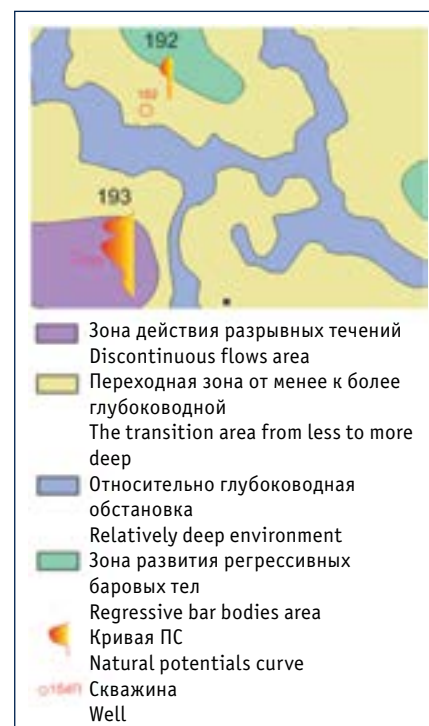 192
193
Зона действия разрывных течений
Discontinuous flows area
Переходная зона от менее к более
глубоководной
The transition area from less to more
deep
Относительно глубоководная
обстановка
Relatively deep environment
Зона развития регрессивных
баровых тел
Regressive bar bodies area
Кривая ПС
Natural potentials curve
Скважина
Well